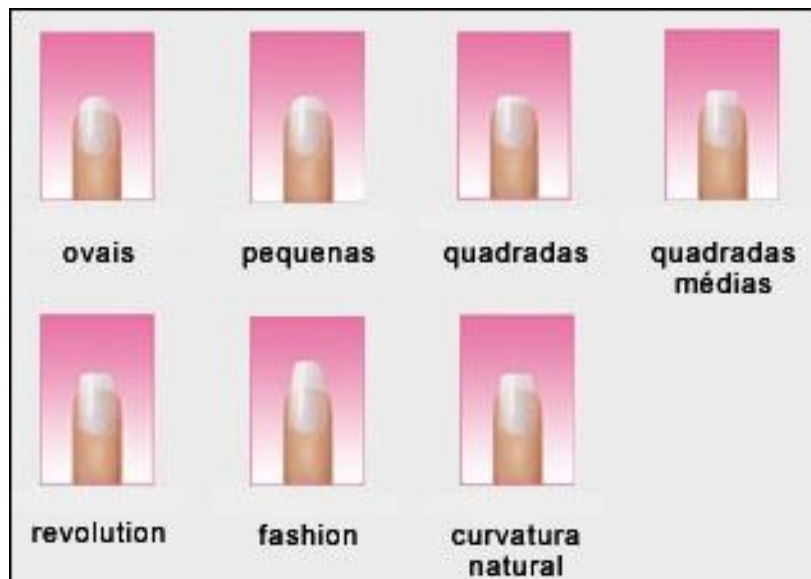 ovais
pequenas
quadradas
quadradas
médias
revolution
fashion
curvatura
natural